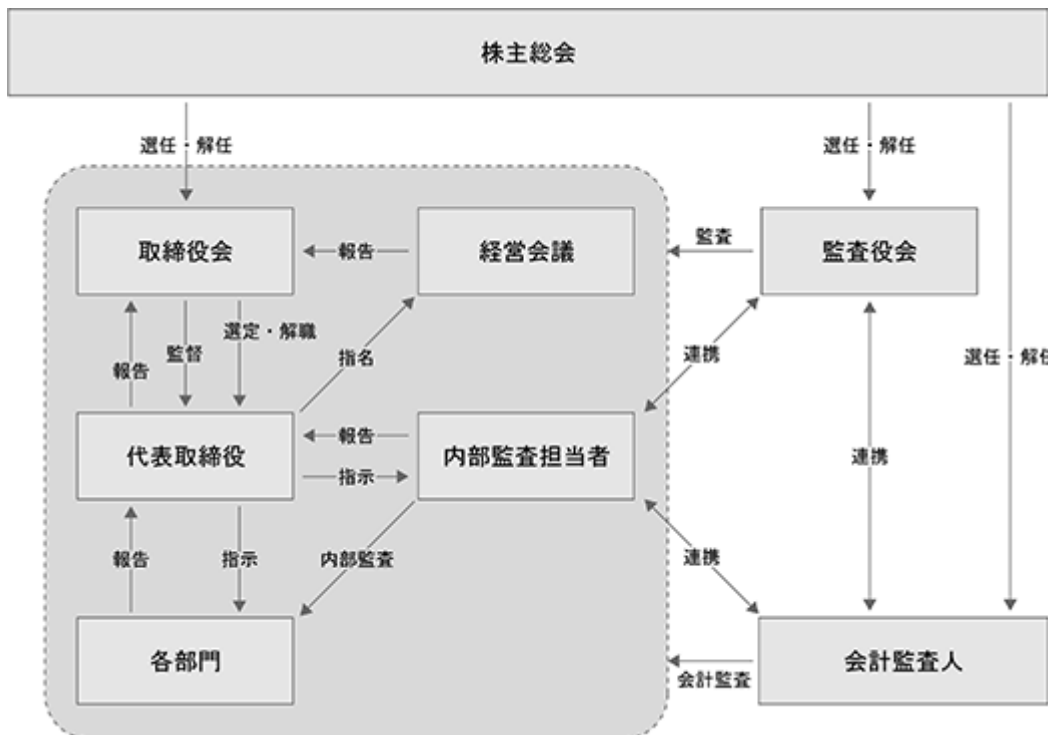 株主総会
選任・解任
選任・解任
取締役会
報告
経営会議
監査
監査役会
選定・解職
監督
報告
指名
連携
選任・解任
代表取締役
報告
指示
内部監査担当者
連携
報告
指示
内部監査
連携
各部門
会計監査
会計監査人